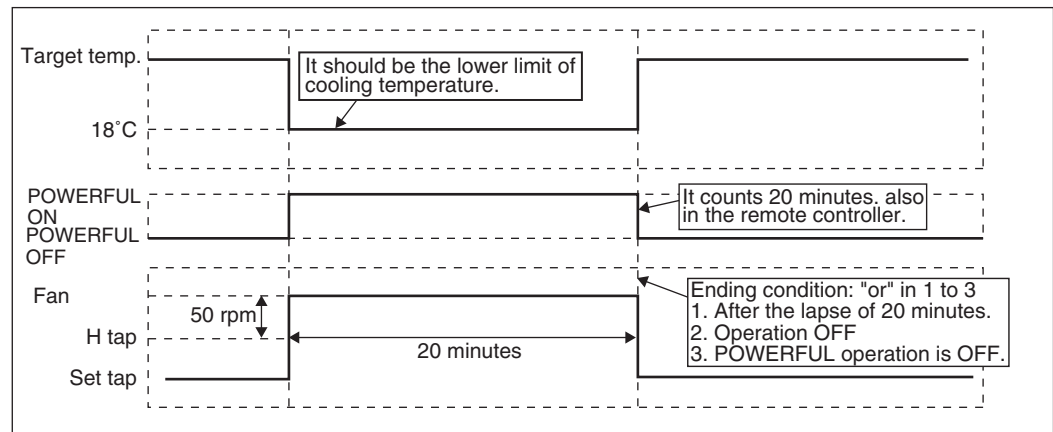 Target temp.
It should be the lower limit of
cooling temperature.
18°C
POWERFUL
ON
POWERFUL
OFF
It counts 20 minutes. also
in the remote controller.
Fan
50 rpm
H tap
20 minutes
Set tap
Ending condition: "or" in 1 to 3
1. After the lapse of 20 minutes.
2. Operation OFF
3. POWERFUL operation is OFF.